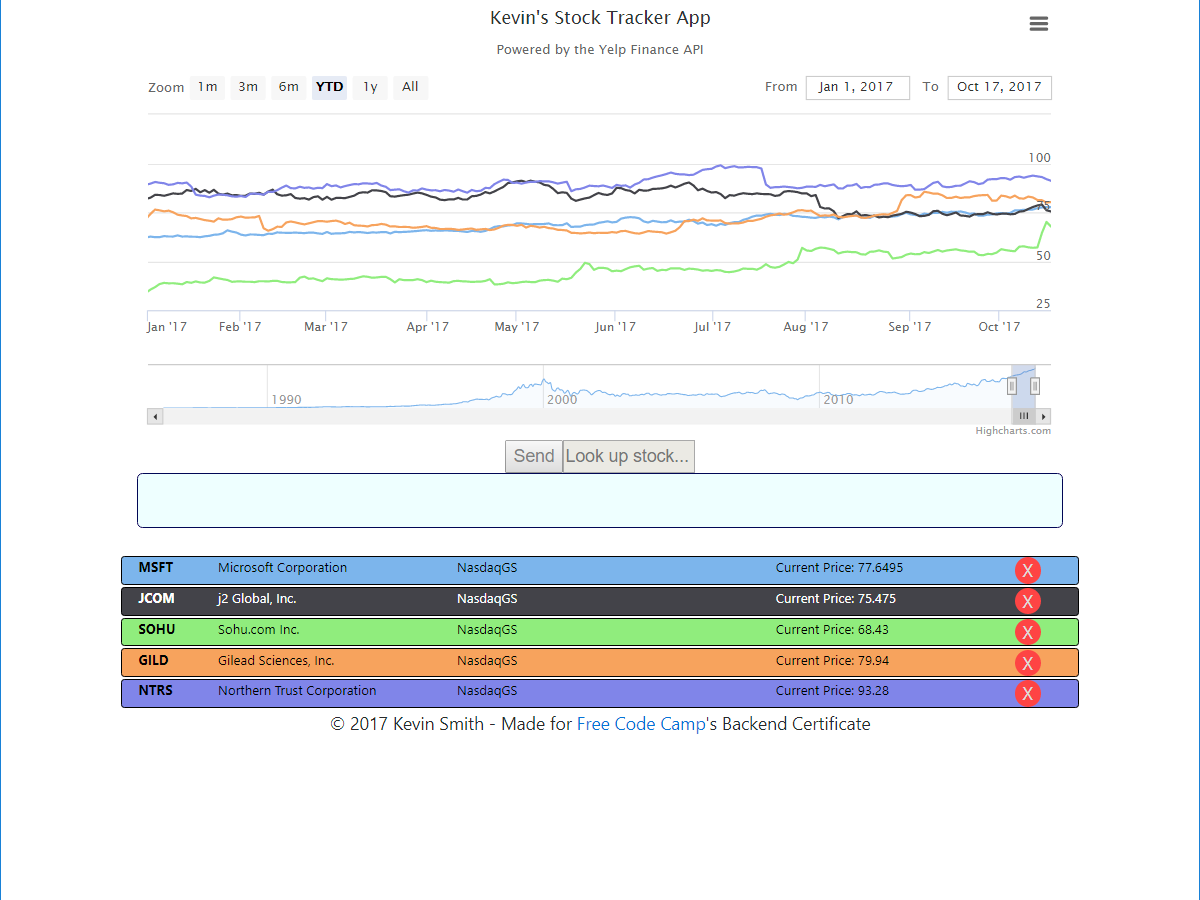 Kevin's Stock Tracker App
Powered by the Yelp Finance API
Zoom 1m 3m 6m YTD 1y All From Jan 1, 2017 To Oct 17, 2017
100
75
50
25
Jan '17 Feb '17 Mar '17 Apr '17 May '17 Jun '17 Jul '17 Aug '17 Sep '17 Oct '17
1990 2000 2010
Highcharts.com
Send Look up stock...
MSFT Microsoft Corporation NasdaqGS Current Price: 77.6495 X
JCOM j2 Global, Inc. NasdaqGS Current Price: 75.475 X
SOHU Sohu.com Inc. NasdaqGS Current Price: 68.43 X
GILD Gilead Sciences, Inc. NasdaqGS Current Price: 79.94 X
NTRS Northern Trust Corporation NasdaqGS Current Price: 93.28 X
© 2017 Kevin Smith - Made for Free Code Camp's Backend Certificate